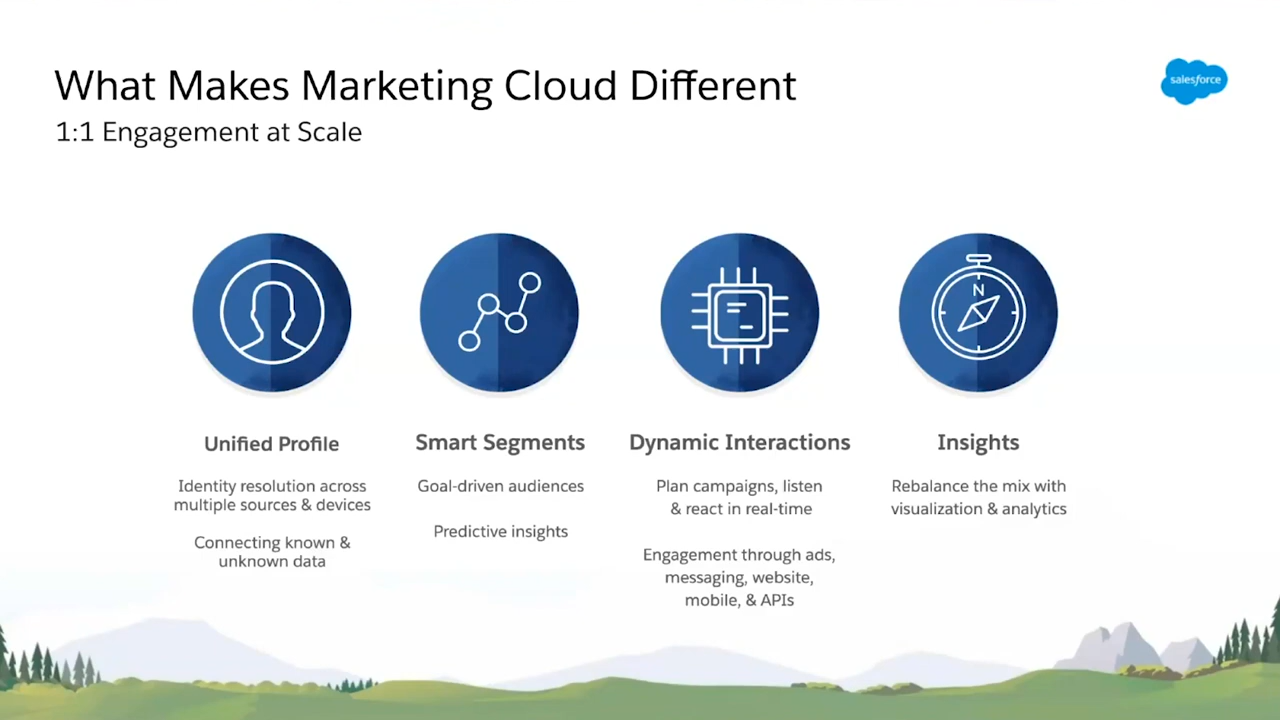 What Makes Marketing Cloud Different
1:1 Engagement at Scale
salesforce
N
Unified Profile
Identity resolution across
multiple sources & devices
Connecting known &
unknown data
Smart Segments
Goal-driven audiences
Predictive insights
Dynamic Interactions
Plan campaigns, listen
& react in real-time
Engagement through ads,
messaging, website,
mobile, & APIs
Insights
Rebalance the mix with
visualization & analytics